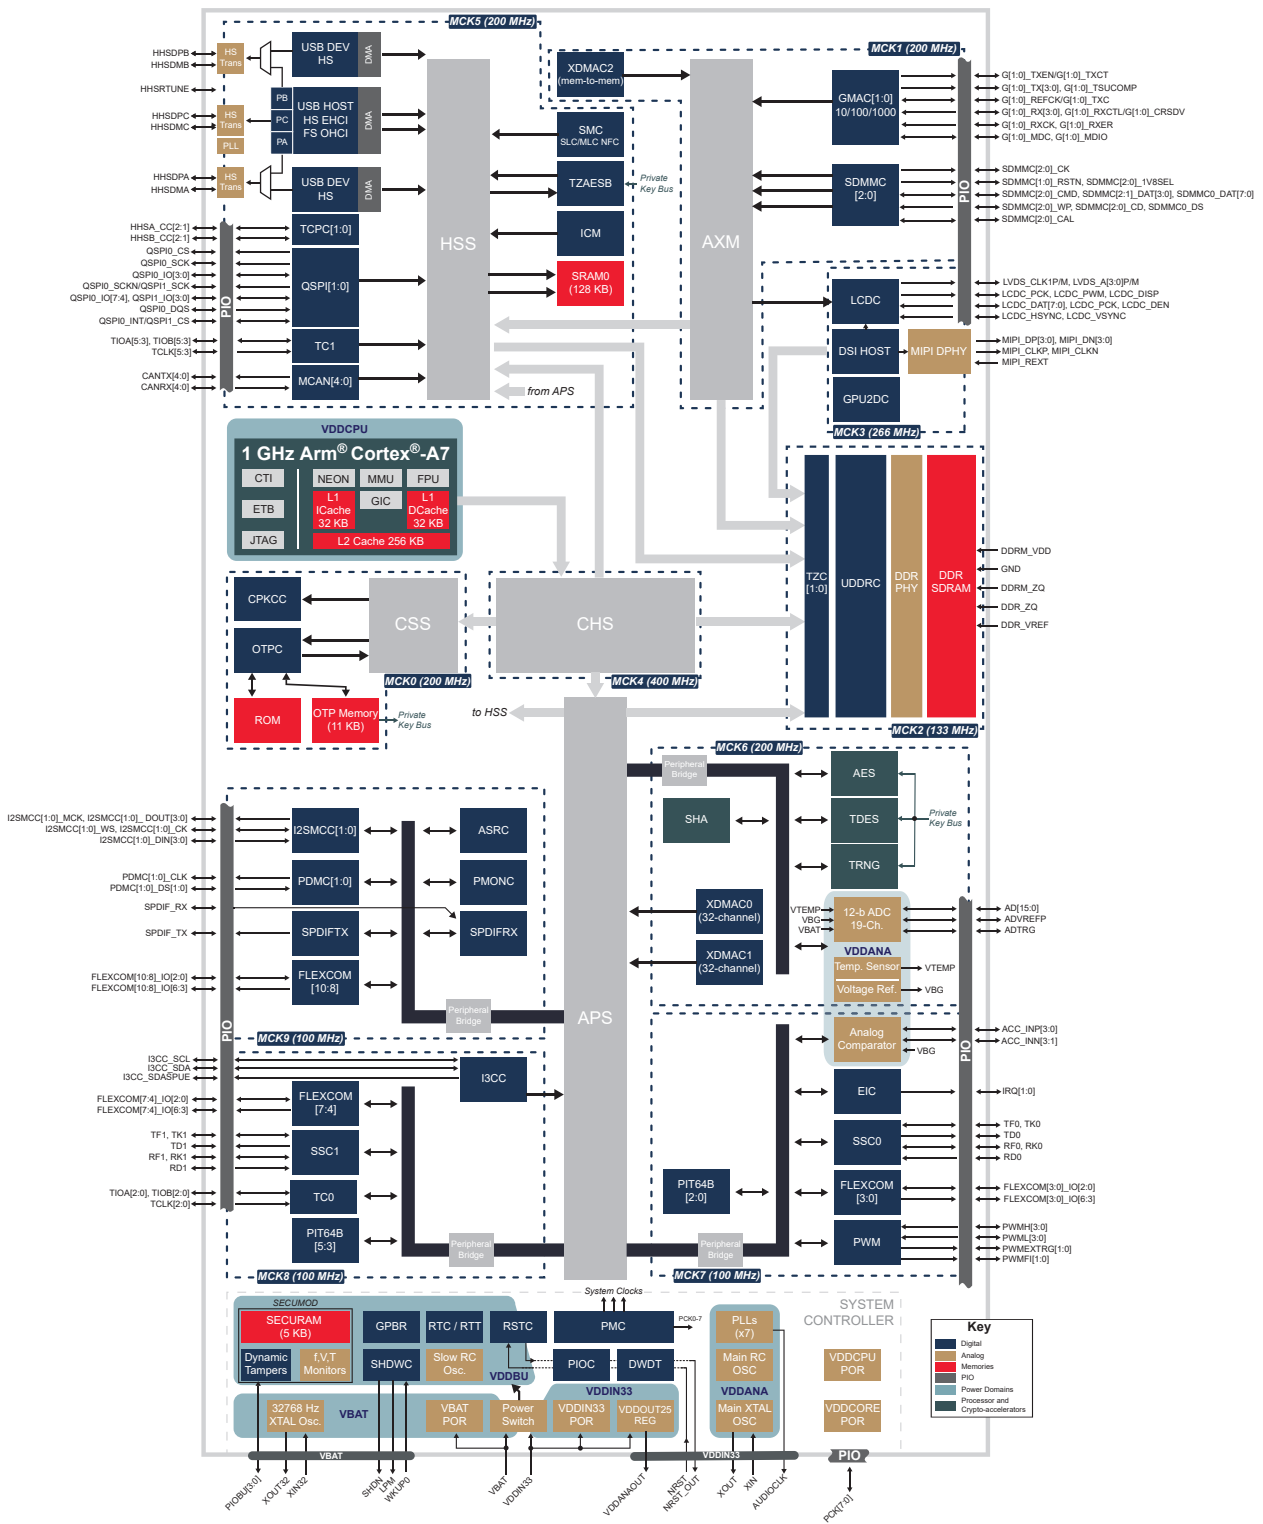 MCK5 (200 MHz)
HHSDPB
HHSDMB
HHSRTUNE
HHSDPC
HHSDMC
HHSDPA
HHSDMA
HS
Trans
HS
Trans
PLL
HS
Trans
USB DEV
HS
DMA
PB
PC
PA
USB HOST
HS EHCI
FS OHCI
DMA
USB DEV
HS
DMA
HHSA_CC[2:1]
HHSB_CC[2:1]
QSPI0_CS
QSPI0_SCK
QSPI0_IO[3:0]
QSPI0_SCKN/QSPI1_SCK
QSPI0_IO[7:4], QSPI1_IO[3:0]
QSPI0_DQS
QSPI0_INT/QSPI1_CS
TIOA[5:3], TIOB[5:3]
TCLK[5:3]
CANTX[4:0]
CANRX[4:0]
PIO
TCPC[1:0]
QSPI[1:0]
TC1
MCAN[4:0]
HSS
SMC
SLC/MLC NFC
TZAESB
Private
Key Bus
ICM
SRAM0
(128 KB)
from APS
XDMAC2
(mem-to-mem)
AXM
MCK1 (200 MHz)
GMAC[1:0]
10/100/1000
SDMMC
[2:0]
PIO
G[1:0]_TXEN/G[1:0]_TXCT
G[1:0]_TX[3:0], G[1:0]_TSUCOMP
G[1:0]_REFCK/G[1:0]_TXC
G[1:0]_RX[3:0], G[1:0]_RXCTL/G[1:0]_CRSDV
G[1:0]_RXCK, G[1:0]_RXER
G[1:0]_MDC, G[1:0]_MDIO
SDMMC[2:0]_CK
SDMMC[1:0]_RSTN, SDMMC[2:0]_1V8SEL
SDMMC[2:0]_CMD, SDMMC[2:1]_DAT[3:0], SDMMC0_DAT[7:0]
SDMMC[2:0]_WP, SDMMC[2:0]_CD, SDMMC0_DS
SDMMC[2:0]_CAL
LCDC
DSI HOST
MIPI DPHY
GPU2DC
MCK3 (266 MHz)
LVDS_CLK1P/M, LVDS_A[3:0]P/M
LCDC_PCK, LCDC_PWM, LCDC_DISP
LCDC_DAT[7:0], LCDC_PCK, LCDC_DEN
LCDC_HSYNC, LCDC_VSYNC
MIPI_DP[3:0], MIPI_DN[3:0]
MIPI_CLKP, MIPI_CLKN
MIPI_REXT
VDDCPU
1 GHz Arm® Cortex®-A7
CTI
ETB
JTAG
NEON
MMU
FPU
L1
ICache
32 KB
GIC
L1
DCache
32 KB
L2 Cache 256 KB
TZC
[1:0]
UDDRC
DDR
PHY
DDR
SDRAM
MCK2 (133 MHz)
DDRM_VDD
GND
DDRM_ZQ
DDR_ZQ
DDR_VREF
CPKCC
OTPC
CSS
MCK0 (200 MHz)
ROM
OTP Memory
(11 KB)
Private
Key Bus
CHS
MCK4 (400 MHz)
to HSS
APS
I2SMCC[1:0]_MCK, I2SMCC[1:0]_ DOUT[3:0]
I2SMCC[1:0]_WS, I2SMCC[1:0]_CK
I2SMCC[1:0]_DIN[3:0]
PDMC[1:0]_CLK
PDMC[1:0]_DS[1:0]
SPDIF_RX
SPDIF_TX
FLEXCOM[10:8]_IO[2:0]
FLEXCOM[10:8]_IO[6:3]
PIO
I2SMCC[1:0]
ASRC
PDMC[1:0]
PMONC
SPDIFTX
SPDIFRX
FLEXCOM
[10:8]
Peripheral
Bridge
MCK9 (100 MHz)
I3CC_SCL
I3CC_SDA
I3CC_SDASPUE
FLEXCOM[7:4]_IO[2:0]
FLEXCOM[7:4]_IO[6:3]
TF1, TK1
TD1
RF1, RK1
RD1
TIOA[2:0], TIOB[2:0]
TCLK[2:0]
I3CC
FLEXCOM
[7:4]
SSC1
TC0
PIT64B
[5:3]
Peripheral
Bridge
MCK8 (100 MHz)
MCK6 (200 MHz)
Peripheral
Bridge
SHA
AES
TDES
TRNG
Private
Key Bus
XDMAC0
(32-channel)
XDMAC1
(32-channel)
VTEMP
VBG
VBAT
12-b ADC
19-Ch.
VDDANA
Temp. Sensor
Voltage Ref.
VTEMP
VBG
AD[15:0]
ADVREFP
ADTRG
PIO
Analog
Comparator
VBG
ACC_INP[3:0]
ACC_INN[3:1]
EIC
IRQ[1:0]
SSC0
TF0, TK0
TD0
RF0, RK0
RD0
PIT64B
[2:0]
FLEXCOM
[3:0]
FLEXCOM[3:0]_IO[2:0]
FLEXCOM[3:0]_IO[6:3]
PWM
PWMH[3:0]
PWML[3:0]
PWMEXTRG[1:0]
PWMFI[1:0]
Peripheral
Bridge
MCK7 (100 MHz)
System Clocks
SYSTEM
CONTROLLER
SECUMOD
SECURAM
(5 KB)
Dynamic
Tampers
f,V,T
Monitors
GPBR
RTC / RTT
RSTC
SHDWC
Slow RC
Osc.
VDDBU
PMC
PCK0-7
PIOC
DWDT
PLLs
(x7)
Main RC
OSC
VDDANA
Main XTAL
OSC
VDDCPU
POR
VDDCORE
POR
32768 Hz
XTAL Osc.
VBAT
VBAT
POR
Power
Switch
VDDIN33
VDDIN33
POR
VDDOUT25
REG
VBAT
VDDIN33
PIO
PIOBU[3:0]
XOUT32
XIN32
SHDN
LPM
WKUP0
VBAT
VDDIN33
VDDANAOUT
NRST
NRST_OUT
XOUT
XIN
AUDIOCLK
PCK[7:0]
Key
Digital
Analog
Memories
PIO
Power Domains
Processor and
Crypto-accelerators